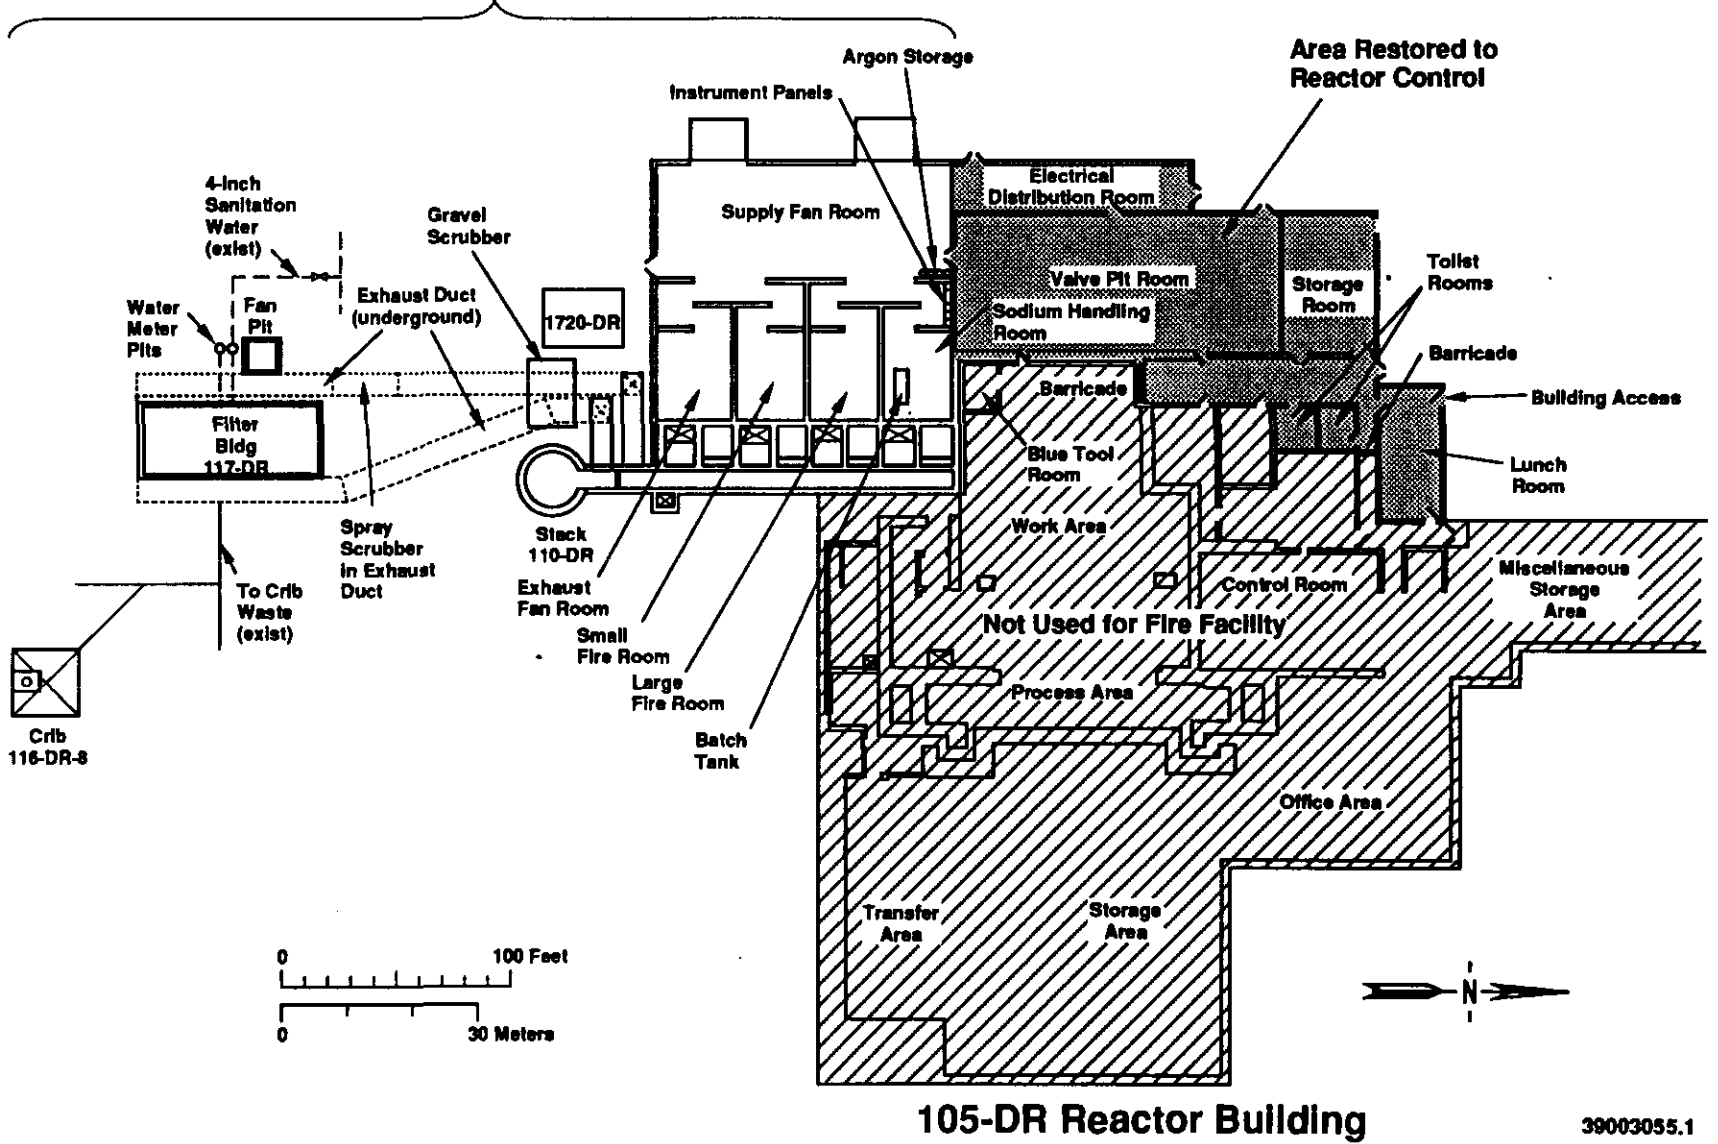 Argon Storage
Area Restored to
Reactor Control
Instrument Panels
Electrical
Distribution Room
4-Inch
Sanitation
Water
(exist)
Gravel
Scrubber
Supply Fan Room
Water
Meter
Pits
Fan
Pit
Exhaust Duct
(underground)
1720-DR
Valve Pit Room
Storage
Room
Toilet
Rooms
Sodium Handling
Room
Barricade
Barricade
Building Access
Filter
Bldg
117-DR
Blue Tool
Room
Lunch
Room
Spray
Scrubber
in Exhaust
Duct
Stack
110-DR
Work Area
Exhaust
Fan Room
Control Room
Miscellaneous
Storage
Area
To Crib
Waste
(exist)
Not Used for Fire Facility
Small
Fire Room
Large
Fire Room
Process Area
Crib
116-DR-8
Batch
Tank
Office Area
Transfer
Area
Storage
Area
0 100 Feet
0 30 Meters
N
105-DR Reactor Building
39003055.1